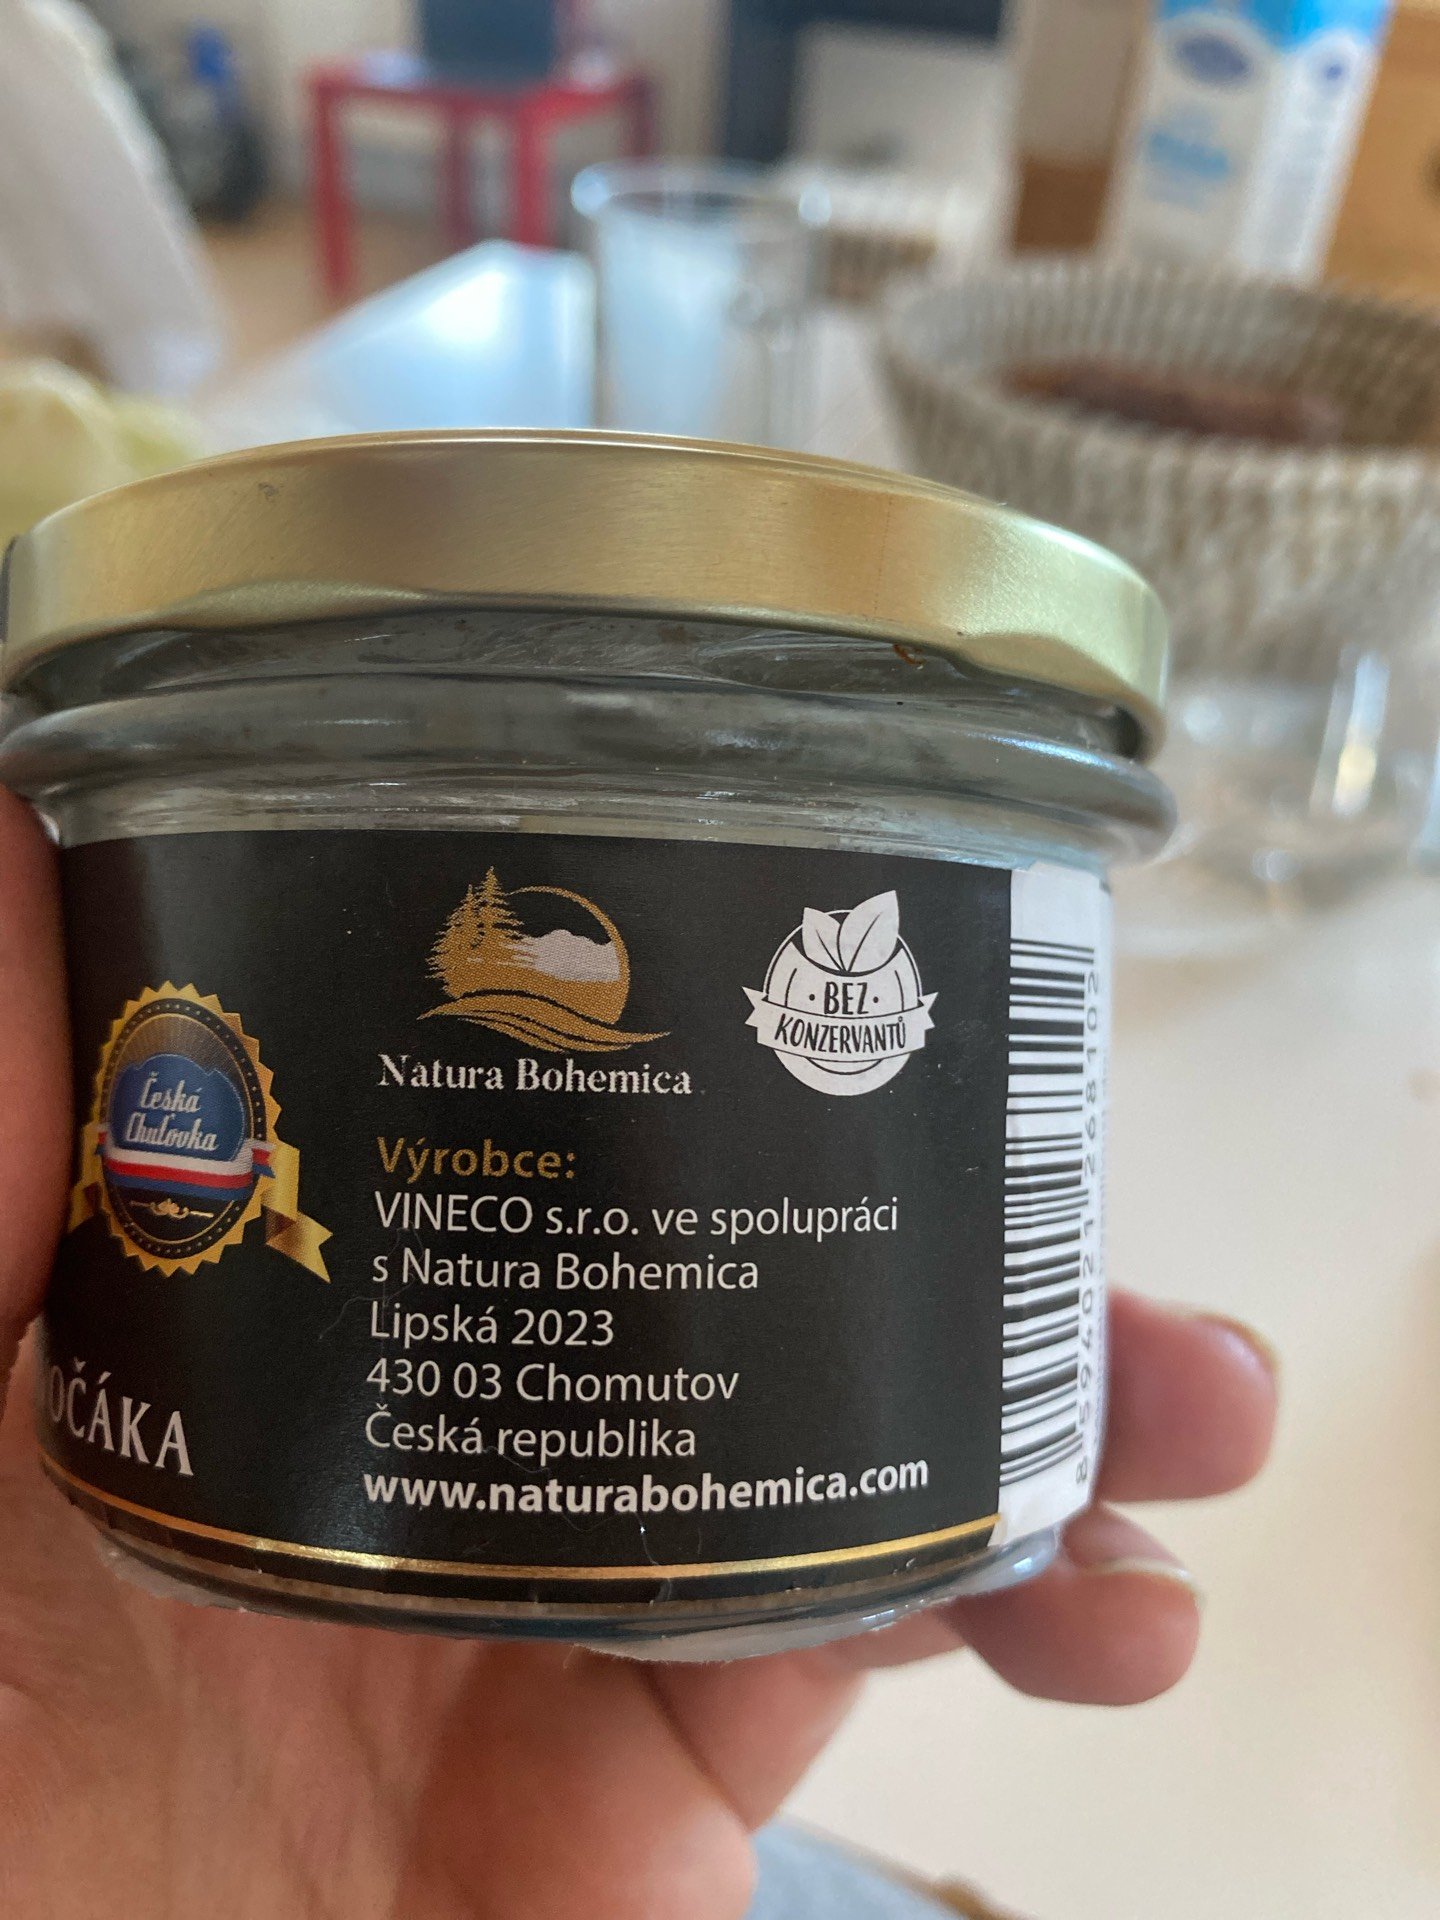 Česká
Chuťovka
Natura Bohemica
BEZ
KONZERVANTŮ
Výrobce:
VINECO s.r.o. ve spolupráci
s Natura Bohemica
Lipská 2023
430 03 Chomutov
Česká republika
www.naturabohemica.com
OČÁKA
8594021268102